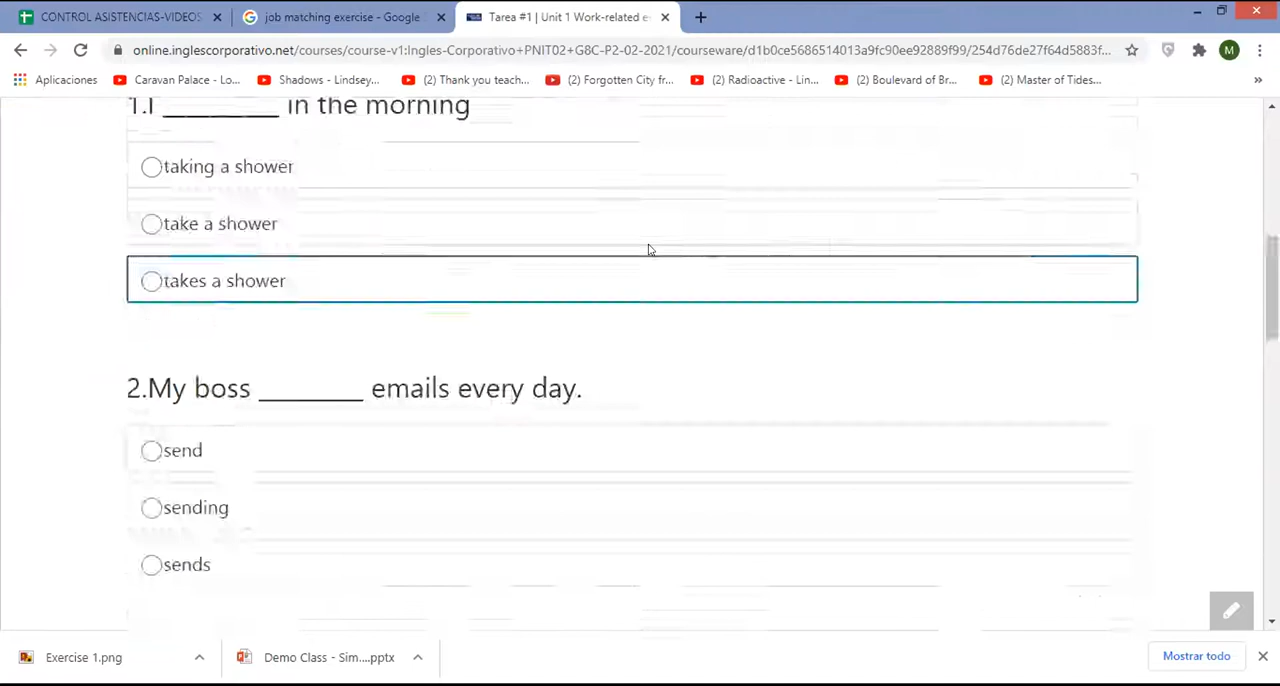 CONTROL ASISTENCIAS-VIDEOS
job matching exercise - Google
Tarea #1 | Unit 1 Work-related e
online.inglescorporativo.net/courses/course-v1:Ingles-Corporativo+PNIT02+G8C-P2-02-2021/courseware/d1b0ce5686514013a9fc90ee92889f99/254d76de27f64d5883f...
M
Aplicaciones
Caravan Palace - Lo...
Shadows - Lindsey...
(2) Thank you teach...
(2) Forgotten City fr...
(2) Radioactive - Lin...
(2) Boulevard of Br...
(2) Master of Tides...
»
1.I _________ in the morning
taking a shower
take a shower
takes a shower
2.My boss ________ emails every day.
send
sending
sends
Exercise 1.png
Demo Class - Sim....pptx
Mostrar todo